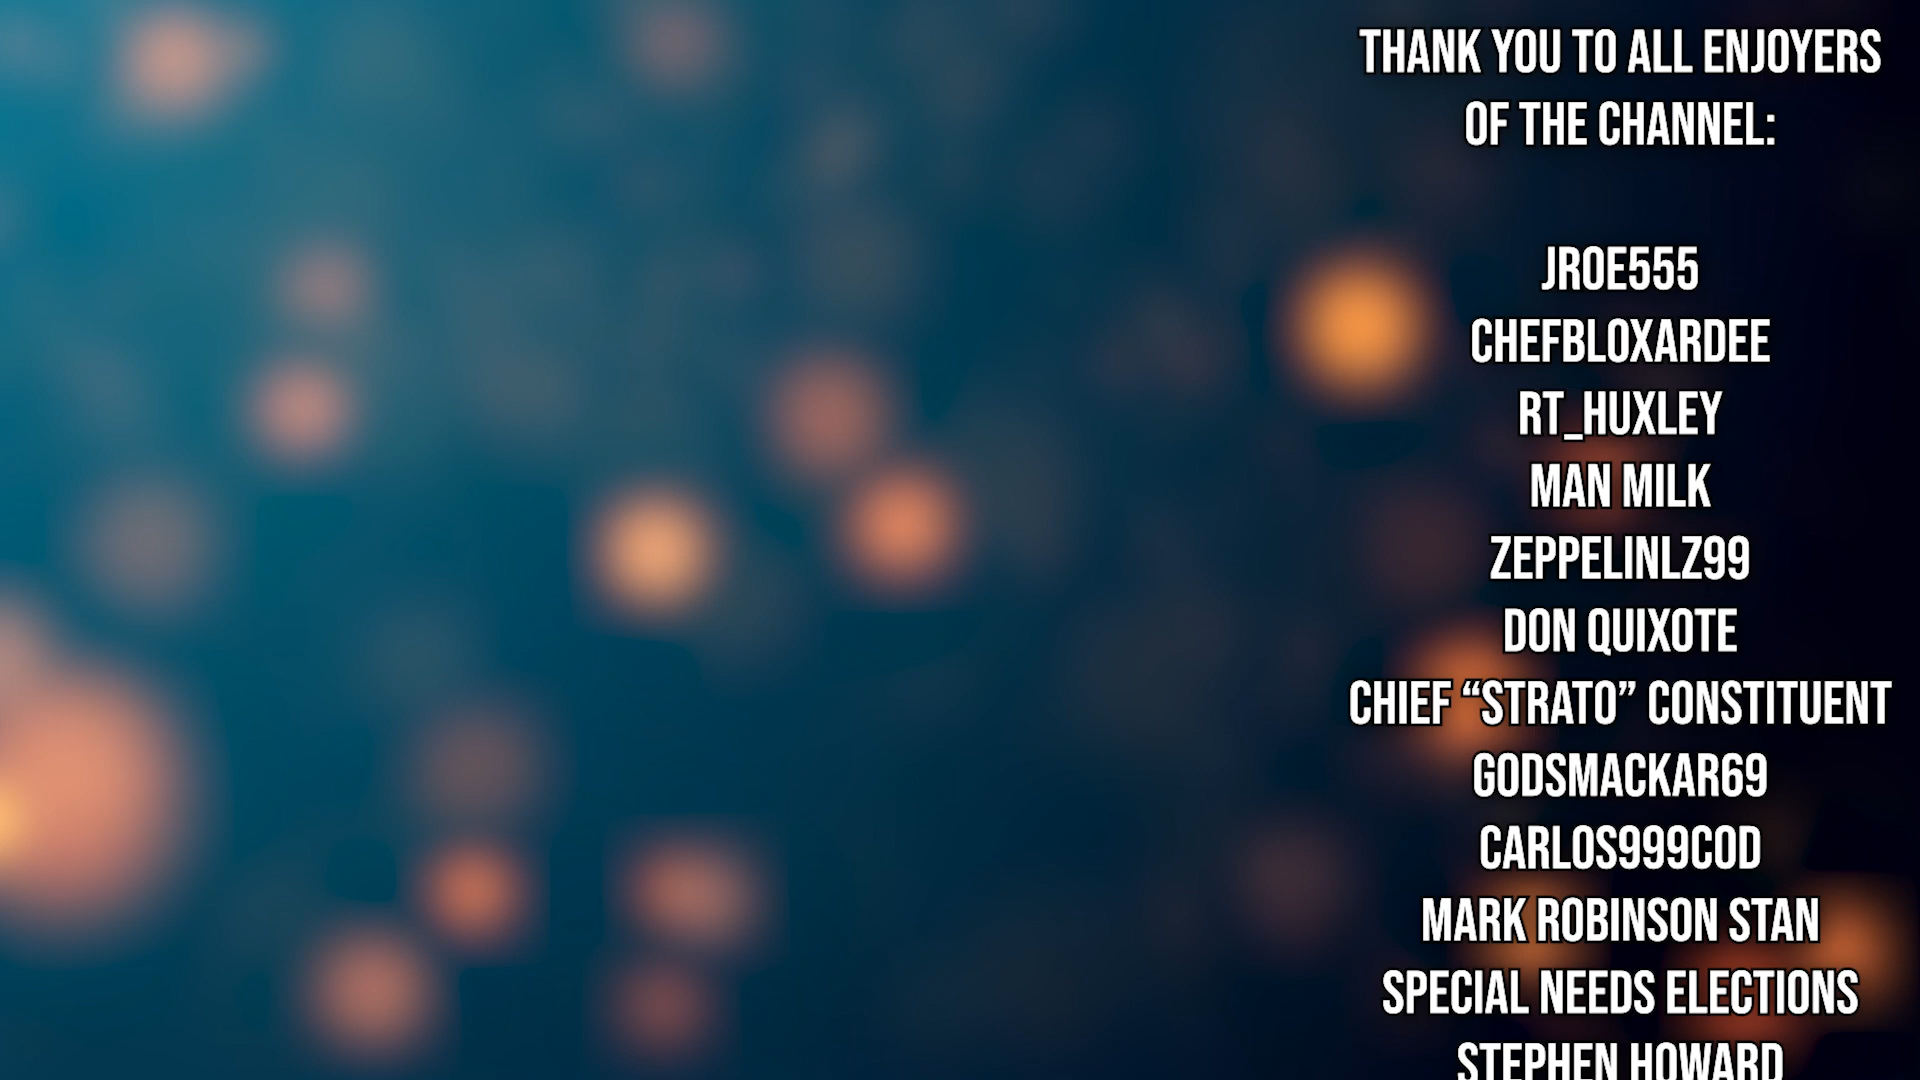 THANK YOU TO ALL ENJOYERS
OF THE CHANNEL:
JROE555
CHEFBLOXARDEE
RT_HUXLEY
MAN MILK
ZEPPELINLZ99
DON QUIXOTE
CHIEF “STRATO” CONSTITUENT
GODSMACKAR69
CARLOS999COD
MARK ROBINSON STAN
SPECIAL NEEDS ELECTIONS
STEPHEN HOWARD